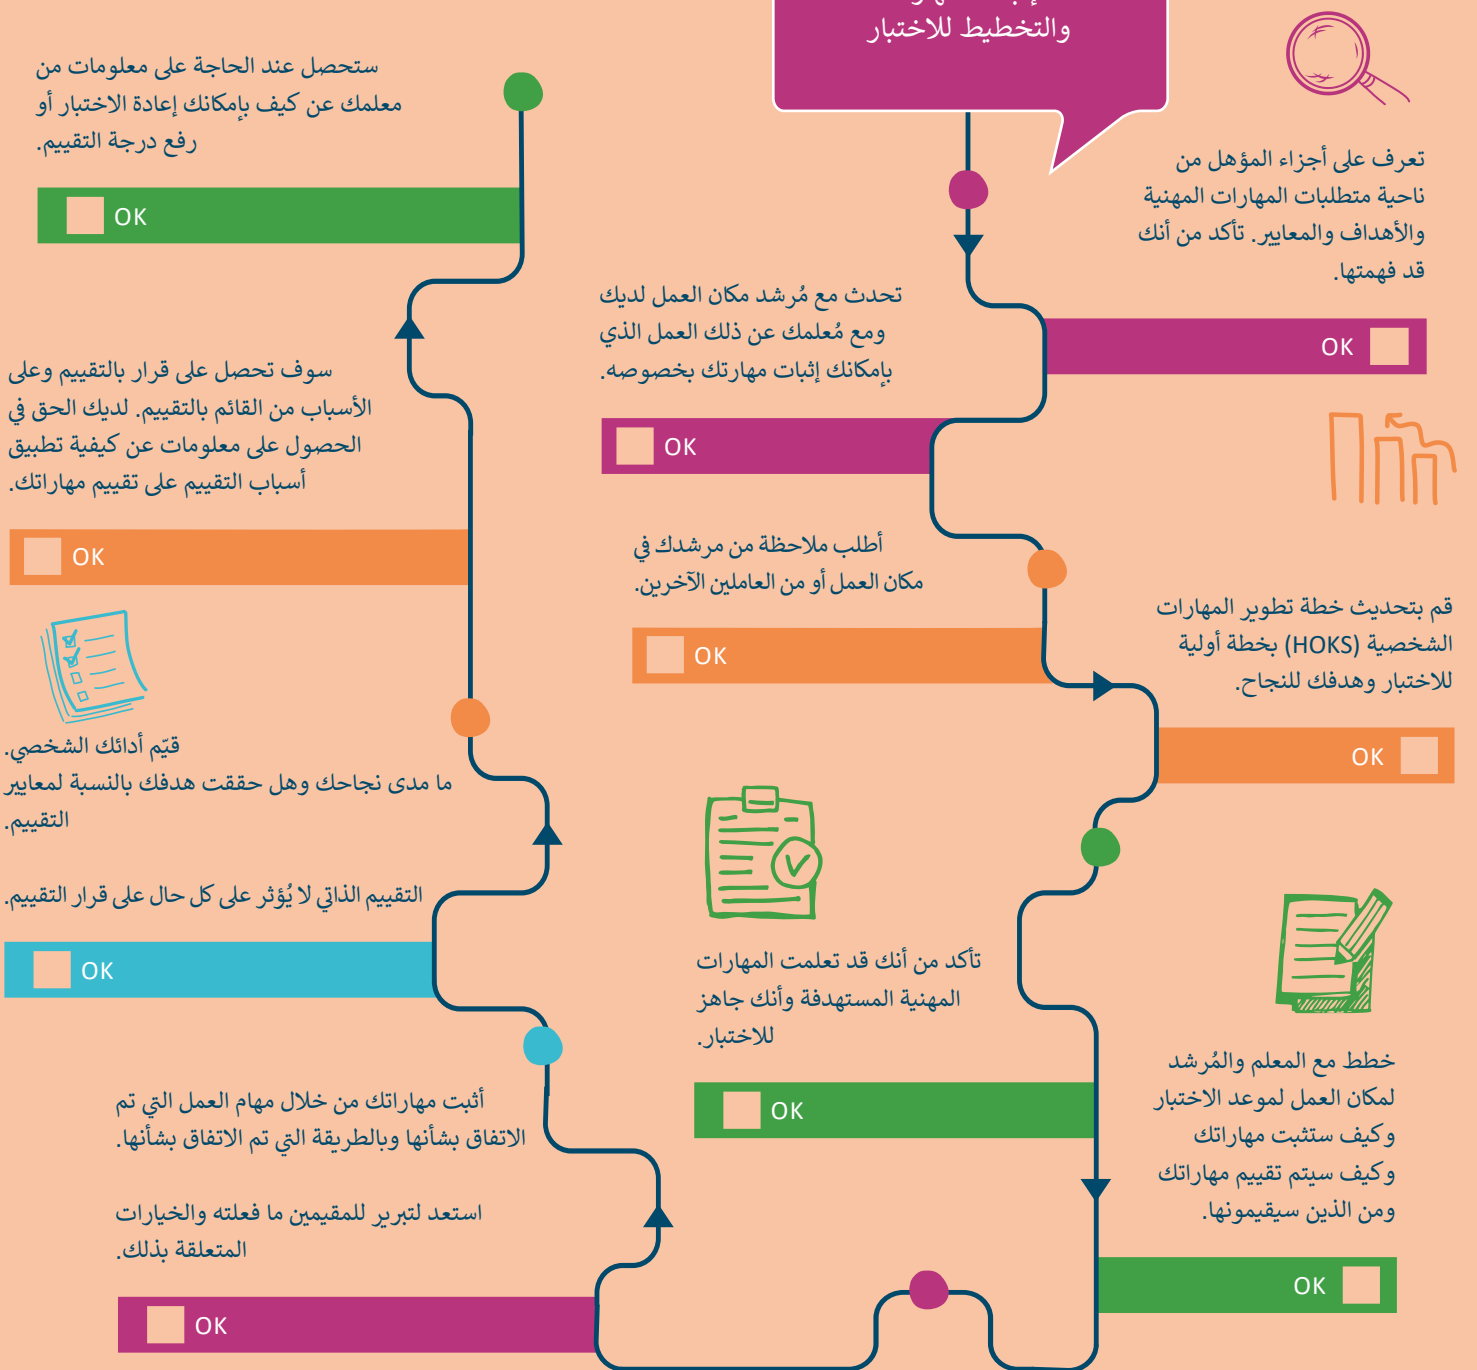 والتخطيط للاختبار
تعرف على أجزاء المؤهل من
ناحية متطلبات المهارات المهنية
والأهداف والمعايير. تأكد من أنك
قد فهمتها.
OK
تحدث مع مُرشد مكان العمل لديك
ومع مُعلمك عن ذلك العمل الذي
بإمكانك إثبات مهارتك بخصوصه.
OK
أطلب ملاحظة من مرشدك في
مكان العمل أو من العاملين الآخرين.
OK
قم بتحديث خطة تطوير المهارات
الشخصية (HOKS) بخطة أولية
للاختبار وهدفك للنجاح.
OK
تأكد من أنك قد تعلمت المهارات
المهنية المستهدفة وأنك جاهز
للاختبار.
OK
خطط مع المعلم والمُرشد
لمكان العمل لموعد الاختبار
وكيف ستثبت مهاراتك
وكيف سيتم تقييم مهاراتك
ومن الذين سيقيمونها.
OK
أثبت مهاراتك من خلال مهام العمل التي تم
الاتفاق بشأنها وبالطريقة التي تم الاتفاق بشأنها.
استعد لتبرير للمقيمين ما فعلته والخيارات
المتعلقة بذلك.
OK
قيّم أدائك الشخصي.
ما مدى نجاحك وهل حققت هدفك بالنسبة لمعايير
التقييم.
التقييم الذاتي لا يُؤثر على كل حال على قرار التقييم.
OK
سوف تحصل على قرار بالتقييم وعلى
الأسباب من القائم بالتقييم. لديك الحق في
الحصول على معلومات عن كيفية تطبيق
أسباب التقييم على تقييم مهاراتك.
OK
ستحصل عند الحاجة على معلومات من
معلمك عن كيف بإمكانك إعادة الاختبار أو
رفع درجة التقييم.
OK